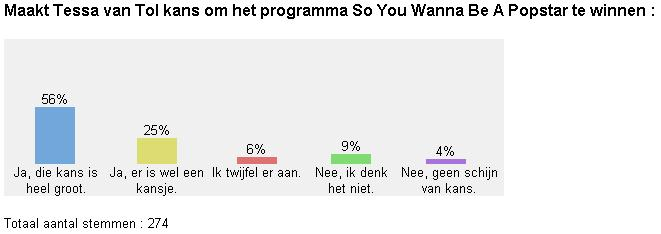 Maakt Tessa van Tol kans om het programma So You Wanna Be A Popstar te winnen :
56%
25%
6%
9%
4%
Ja, die kans is
heel groot.
Ja, er is wel een
kansje.
Ik twijfel er aan.
Nee, ik denk
het niet.
Nee, geen schijn
van kans.
Totaal aantal stemmen : 274